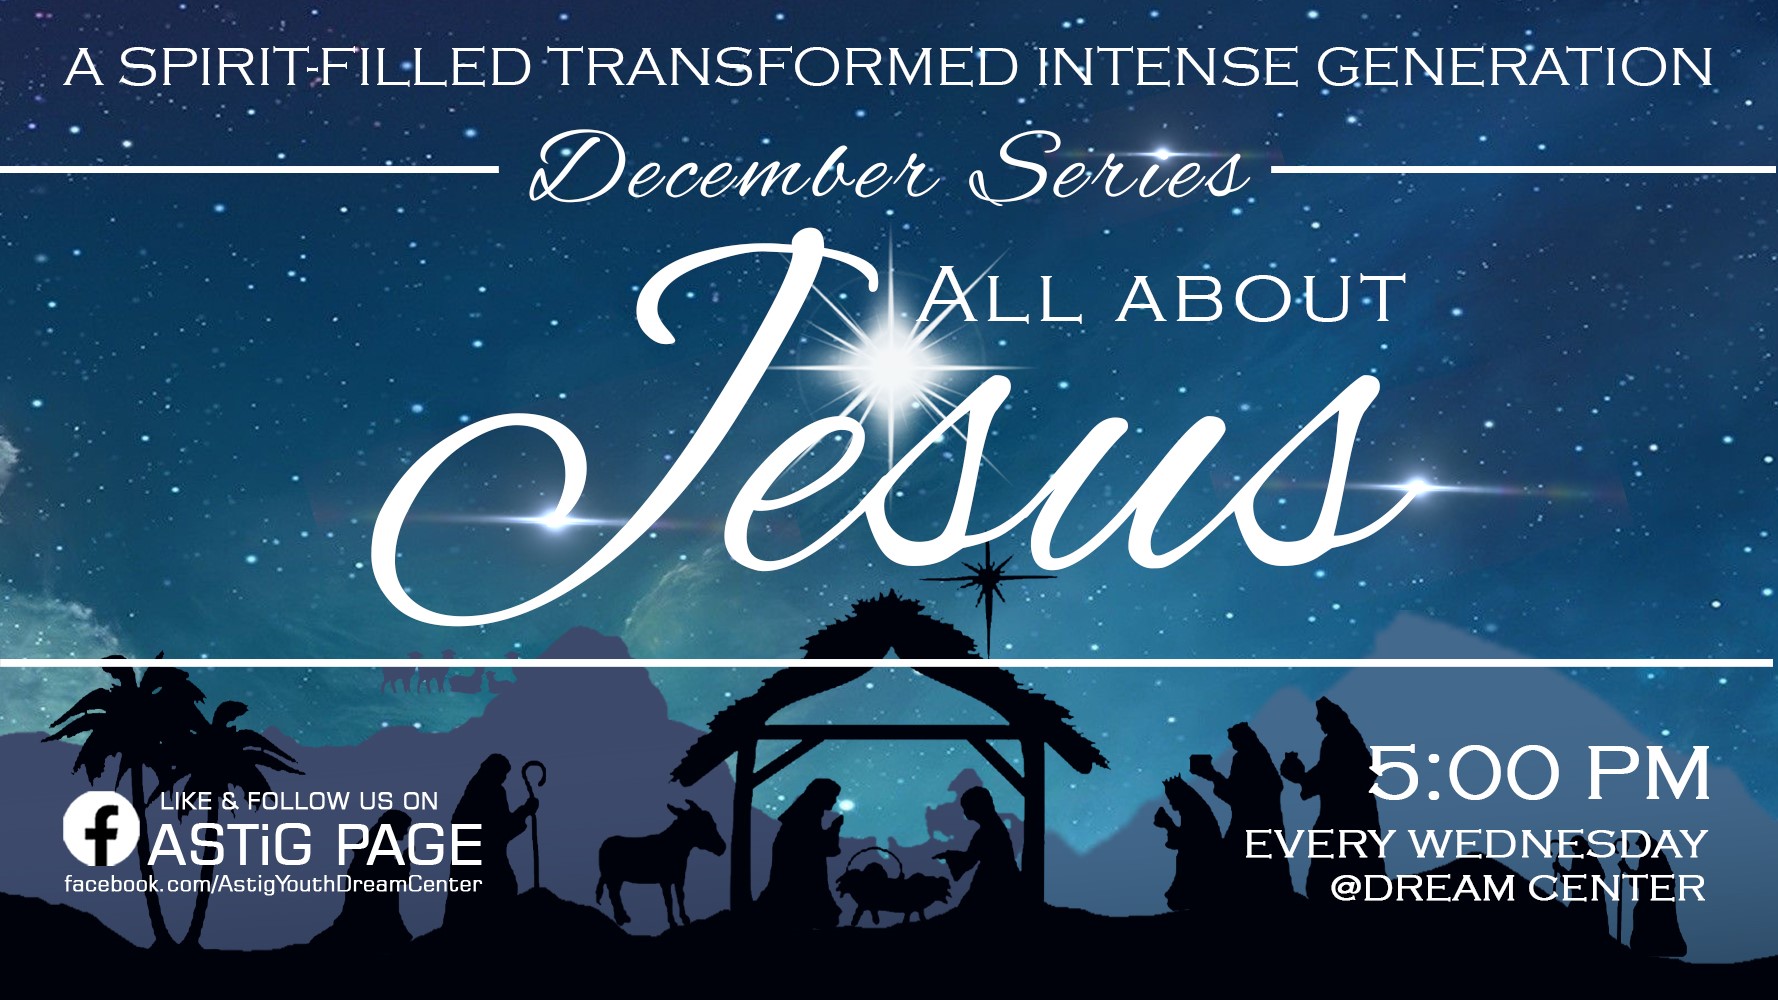 A SPIRIT-FILLED TRANSFORMED INTENSE GENERATION
December Series
ALL ABOUT
Jesus
LIKE & FOLLOW US ON
ASTiG PAGE
facebook.com/AstigYouthDreamCenter
5:00 PM
EVERY WEDNESDAY
@DREAM CENTER